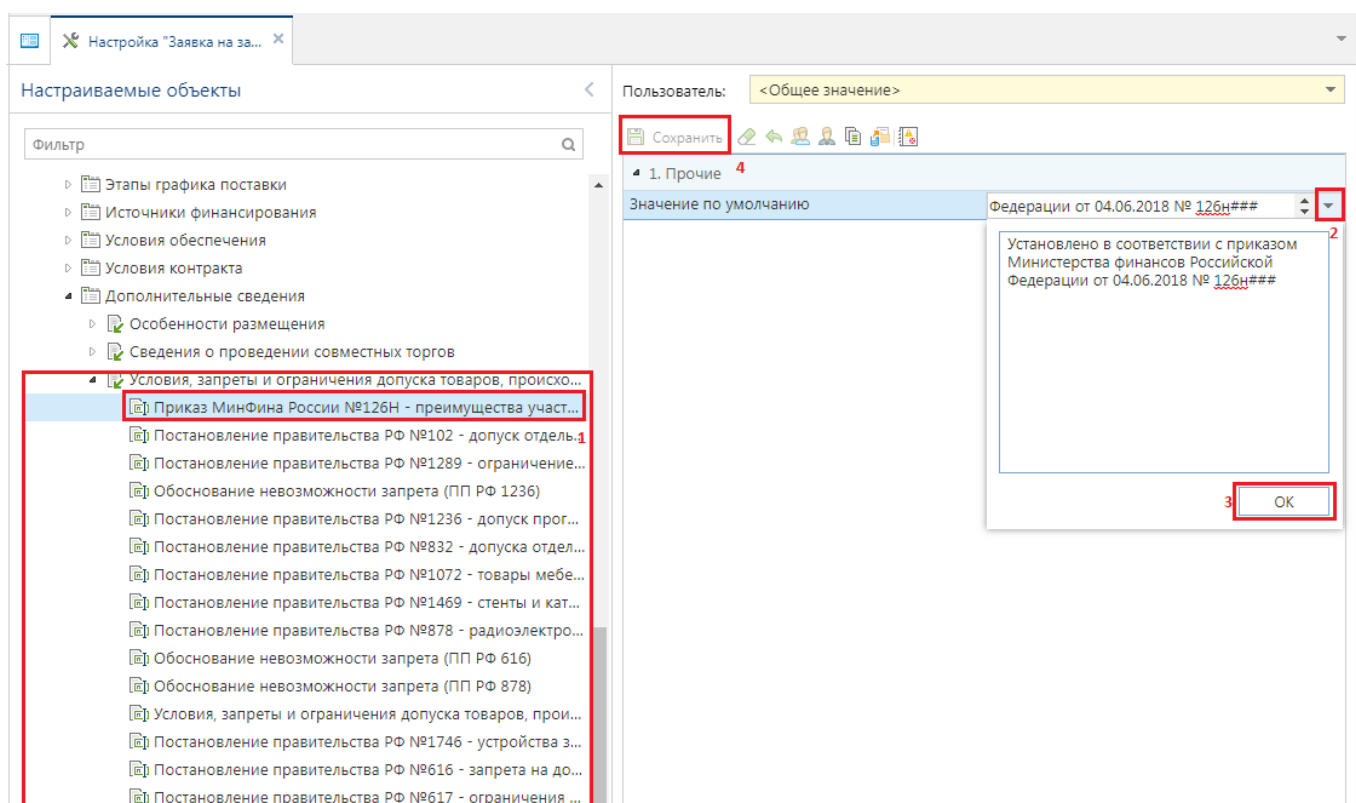 Настройка "Заявка на за...
Настраиваемые объекты
Фильтр
Этапы графика поставки
Источники финансирования
Условия обеспечения
Условия контракта
Дополнительные сведения
Особенности размещения
Сведения о проведении совместных торгов
Условия, запреты и ограничения допуска товаров, происхо...
Приказ МинФина России №126Н - преимущества участ...
Постановление правительства РФ №102 - допуск отдель...
1
Постановление правительства РФ №1289 - ограничение...
Обоснование невозможности запрета (ПП РФ 1236)
Постановление правительства РФ №1236 - допуск прог...
Постановление правительства РФ №832 - допуска отдел...
Постановление правительства РФ №1072 - товары мебе...
Постановление правительства РФ №1469 - стенты и кат...
Постановление правительства РФ №878 - радиоэлектро...
Обоснование невозможности запрета (ПП РФ 616)
Обоснование невозможности запрета (ПП РФ 878)
Условия, запреты и ограничения допуска товаров, прои...
Постановление правительства РФ №1746 - устройства з...
Постановление правительства РФ №616 - запрета на до...
Постановление правительства РФ №617 - ограничения ...
Пользователь: <Общее значение>
Сохранить
4
1. Прочие
Значение по умолчанию Федерации от 04.06.2018 № 126н###
2
Установлено в соответствии с приказом
Министерства финансов Российской
Федерации от 04.06.2018 № 126н###
3
OK